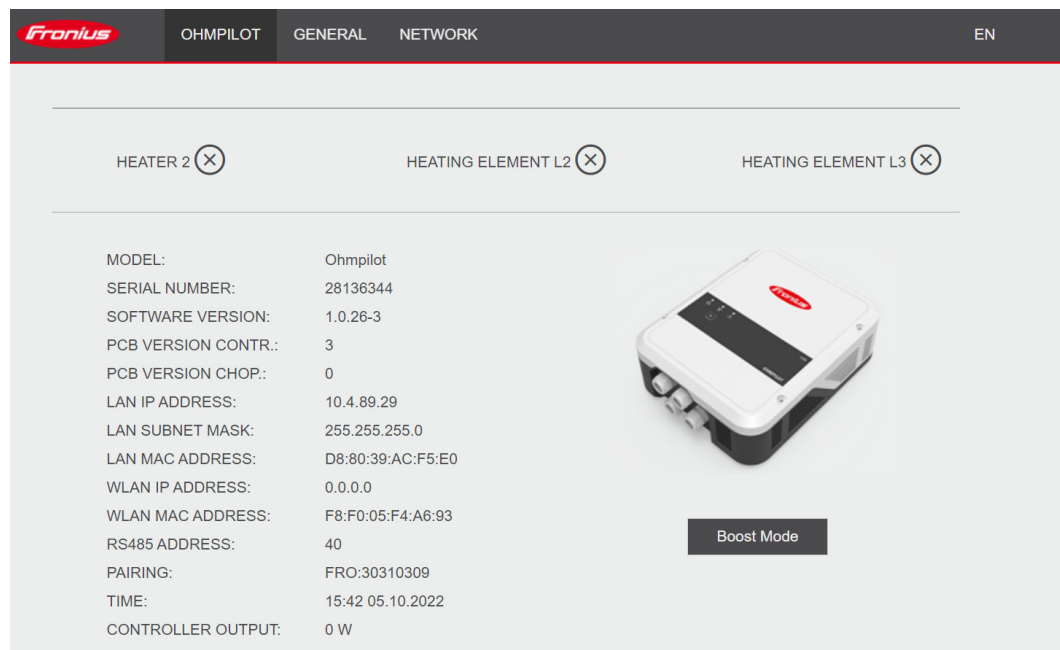 Fronius OHMPILOT GENERAL NETWORK EN
HEATER 2 HEATING ELEMENT L2 HEATING ELEMENT L3
MODEL: Ohmpilot
SERIAL NUMBER: 28136344
SOFTWARE VERSION: 1.0.26-3
PCB VERSION CONTR.: 3
PCB VERSION CHOP.: 0
LAN IP ADDRESS: 10.4.89.29
LAN SUBNET MASK: 255.255.255.0
LAN MAC ADDRESS: D8:80:39:AC:F5:E0
WLAN IP ADDRESS: 0.0.0.0
WLAN MAC ADDRESS: F8:F0:05:F4:A6:93
RS485 ADDRESS: 40
PAIRING: FRO:30310309
TIME: 15:42 05.10.2022
CONTROLLER OUTPUT: 0 W
Fronius
Boost Mode